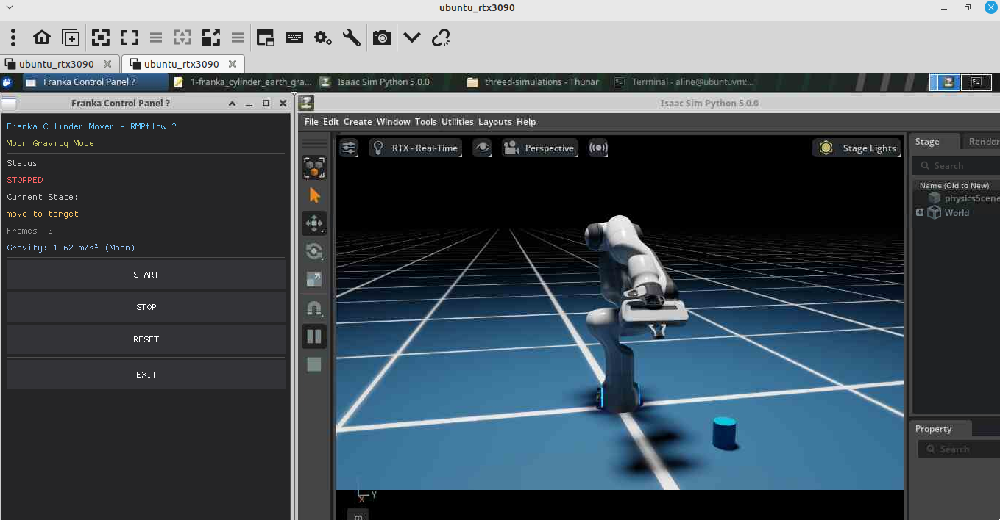 ubuntu_rtx3090
ubuntu_rtx3090
ubuntu_rtx3090
Franka Control Panel ?
1-franka_cylinder_earth_gra...
Isaac Sim Python 5.0.0
threed-simulations - Thunar
Terminal - aline@ubuntuvm:...
Franka Control Panel ?
Franka Cylinder Mover - RMPflow ?
Moon Gravity Mode
Status:
STOPPED
Current State:
move_to_target
Frames: 0
Gravity: 1.62 m/s² (Moon)
START
STOP
RESET
EXIT
Isaac Sim Python 5.0.0
File Edit Create Window Tools Utilities Layouts Help
RTX - Real-Time
Perspective
Stage Lights
X
Y
m
Stage
Render
Search
Name (Old to New)
physicsScene
World
Property
Search